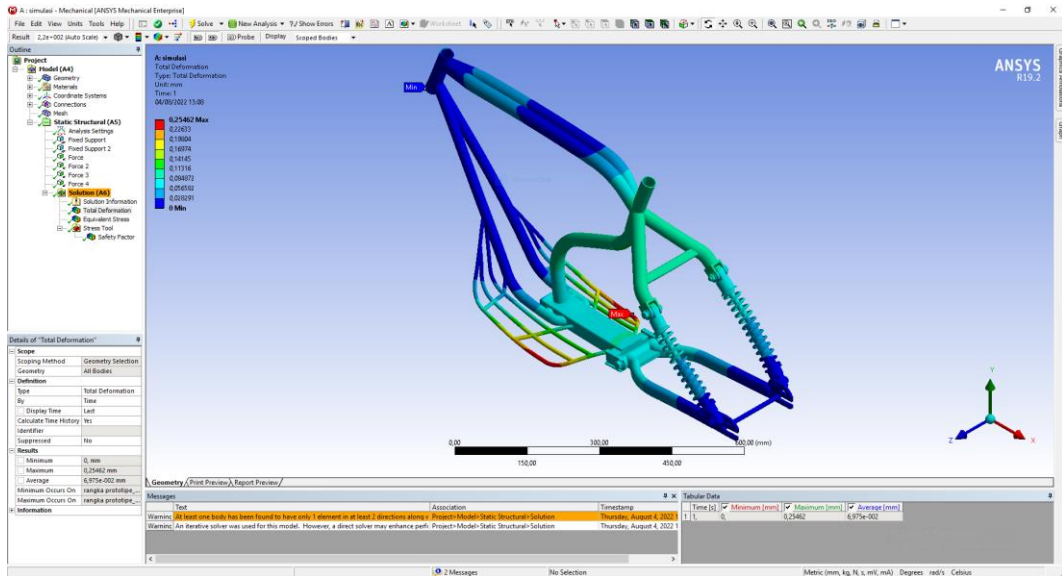 A : simulasi - Mechanical [ANSYS Mechanical Enterprise]
File Edit View Units Tools Help Solve New Analysis ?/ Show Errors Worksheet
Result 2,2e+002 (Auto Scale) Probe Display Scoped Bodies
Outline
Project
Model (A4)
Geometry
Materials
Coordinate Systems
Connections
Mesh
Static Structural (A5)
Analysis Settings
Fixed Support
Fixed Support 2
Force
Force 2
Force 3
Force 4
Solution (A6)
Solution Information
Total Deformation
Equivalent Stress
Stress Tool
Safety Factor
Details of "Total Deformation"
Scope
Scoping Method Geometry Selection
Geometry All Bodies
Definition
Type Total Deformation
By Time
Display Time Last
Calculate Time History Yes
Identifier
Suppressed No
Results
Minimum 0, mm
Maximum 0,25462 mm
Average 6,975e-002 mm
Minimum Occurs On rangka prototipe_...
Maximum Occurs On rangka prototipe_...
Information
A: simulasi
Total Deformation
Type: Total Deformation
Unit: mm
Time: 1
04/08/2022 13:08
0,25462 Max
0,22633
0,19804
0,16974
0,14145
0,11316
0,084872
0,056582
0,028291
0 Min
Min
Max
ANSYS
R19.2
Y
Z
X
0,00 300,00 600,00 (mm)
150,00 450,00
Geometry Print Preview Report Preview
Messages
Text Association Timestamp
Warning At least one body has been found to have only 1 element in at least 2 directions along Project>Model>Static Structural>Solution Thursday, August 4, 2022 1
Warning An iterative solver was used for this model. However, a direct solver may enhance perfo Project>Model>Static Structural>Solution Thursday, August 4, 2022 1
Tabular Data
Time [s] Minimum [mm] Maximum [mm] Average [mm]
1 1, 0, 0,25462 6,975e-002
2 Messages No Selection Metric (mm, kg, N, s, mV, mA) Degrees rad/s Celsius